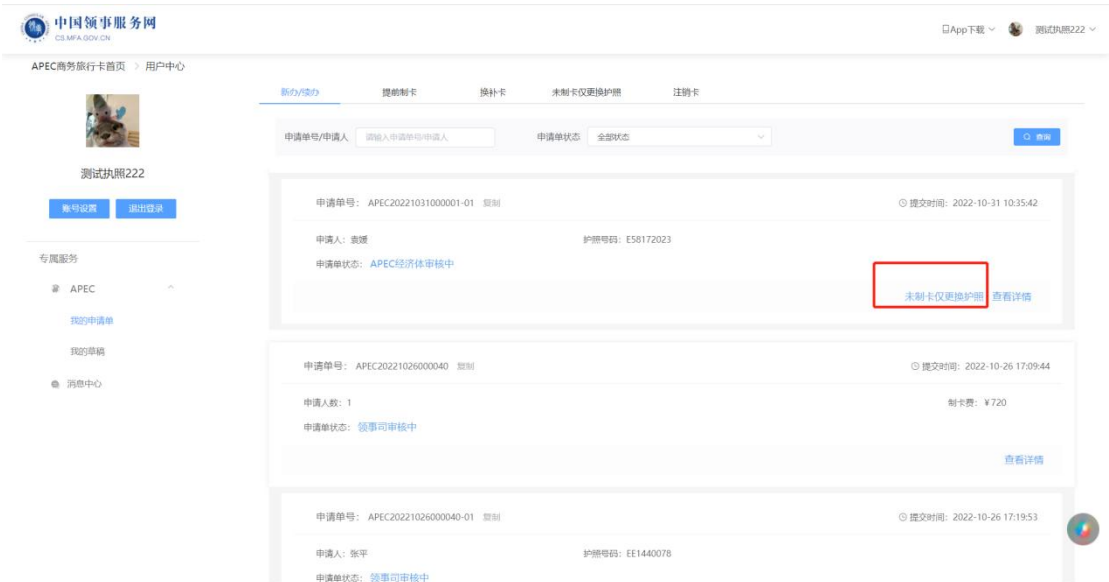 中国领事服务网
CS.MFA.GOV.CN
App下载 测试执照222
APEC商务旅行卡首页 > 用户中心
新办/续办 提前制卡 换补卡 未制卡仅更换护照 注销卡
申请单号/申请人 请输入申请单号/申请人 申请单状态 全部状态 查询
测试执照222
账号设置 退出登录
专属服务
APEC
我的申请单
我的草稿
消息中心
申请单号： APEC20221031000001-01 复制 提交时间：2022-10-31 10:35:42
申请人：袁媛 护照号码：E58172023
申请单状态： APEC经济体审核中
未制卡仅更换护照 查看详情
申请单号： APEC20221026000040 复制 提交时间：2022-10-26 17:09:44
申请人数：1 制卡费：¥720
申请单状态： 领事司审核中
查看详情
申请单号： APEC20221026000040-01 复制 提交时间：2022-10-26 17:19:53
申请人：张平 护照号码：EE1440078
申请单状态： 领事司审核中